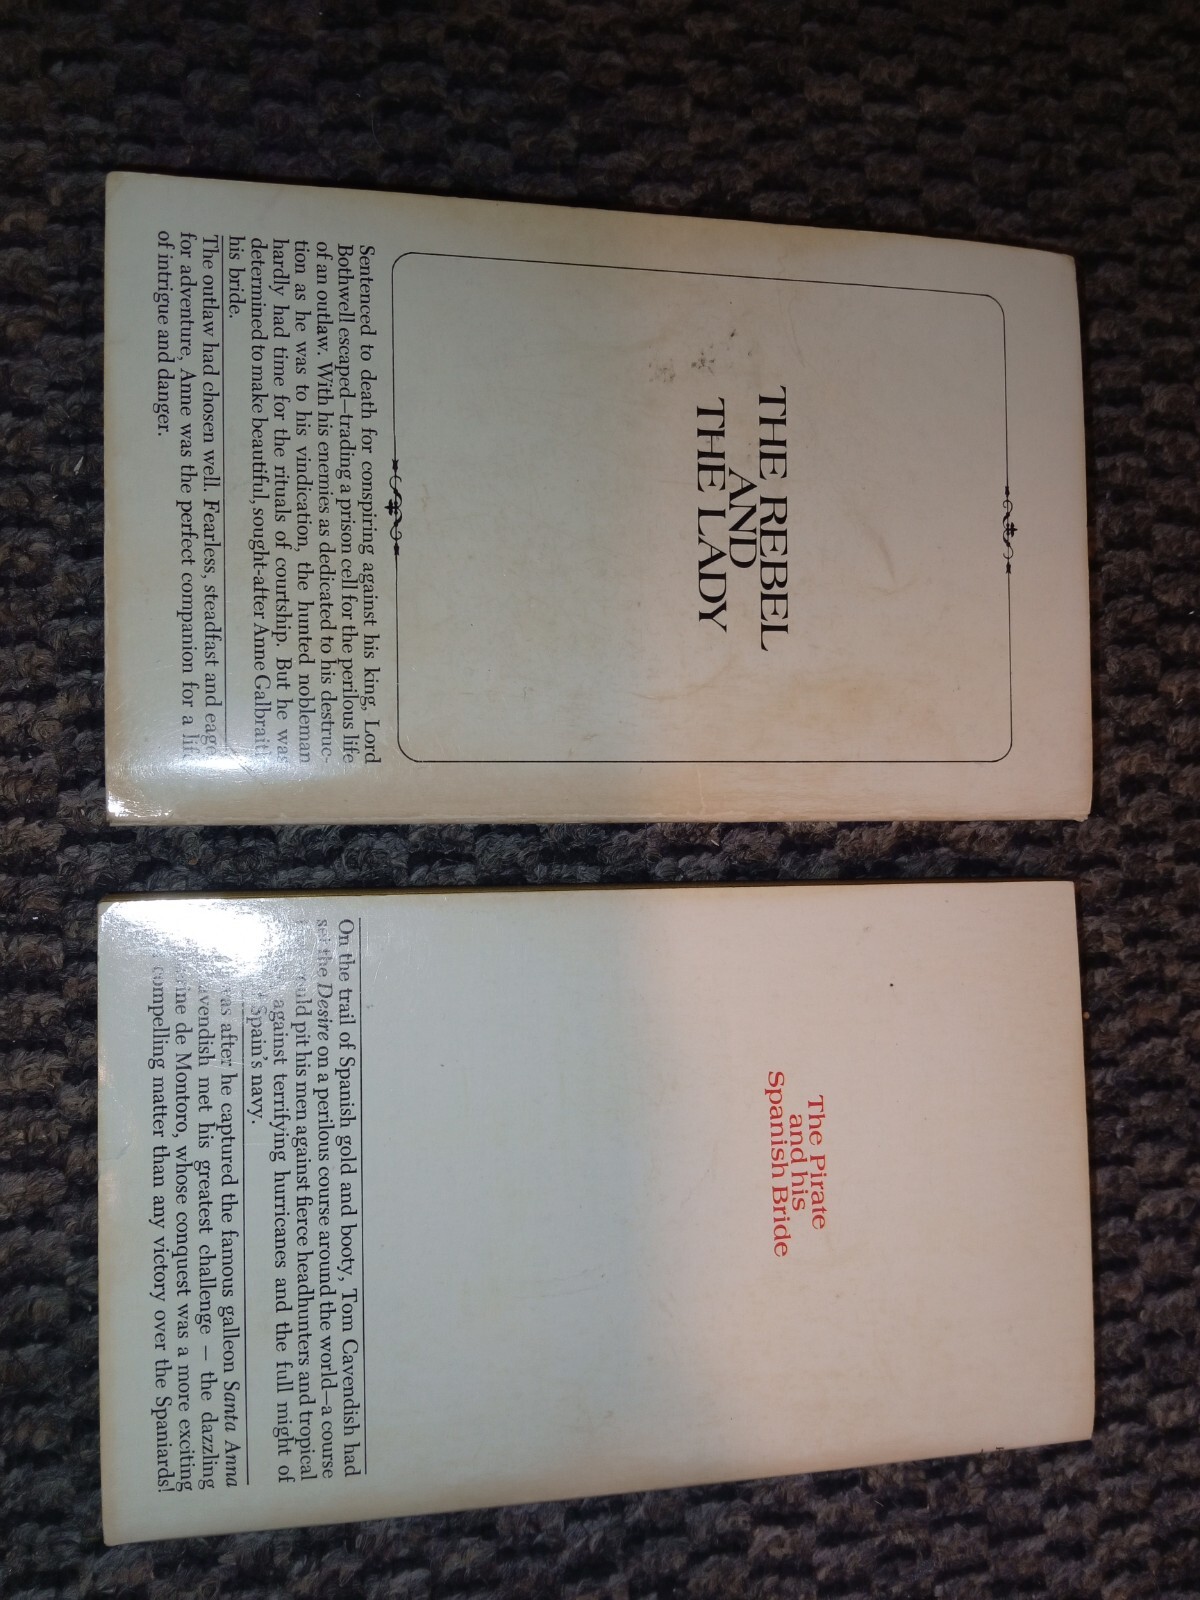 THE REBEL
AND
THE LADY
Sentenced to death for conspiring against his king, Lord
Bothwell escaped—trading a prison cell for the perilous life
of an outlaw. With his enemies as dedicated to his destruc-
tion as he was to his vindication, the hunted nobleman
hardly had time for the rituals of courtship. But he was
determined to make beautiful, sought-after Anne Galbraith
his bride.
The outlaw had chosen well. Fearless, steadfast and eager
for adventure, Anne was the perfect companion for a life
of intrigue and danger.
The Pirate
and his
Spanish Bride
On the trail of Spanish gold and booty, Tom Cavendish had
set the Desire on a perilous course around the world—a course
pit his men against fierce headhunters and tropical
against terrifying hurricanes and the full might of
Spain's navy.
after he captured the famous galleon Santa Anna
Cavendish met his greatest challenge — the dazzling
de Montoro, whose conquest was a more exciting
compelling matter than any victory over the Spaniards!